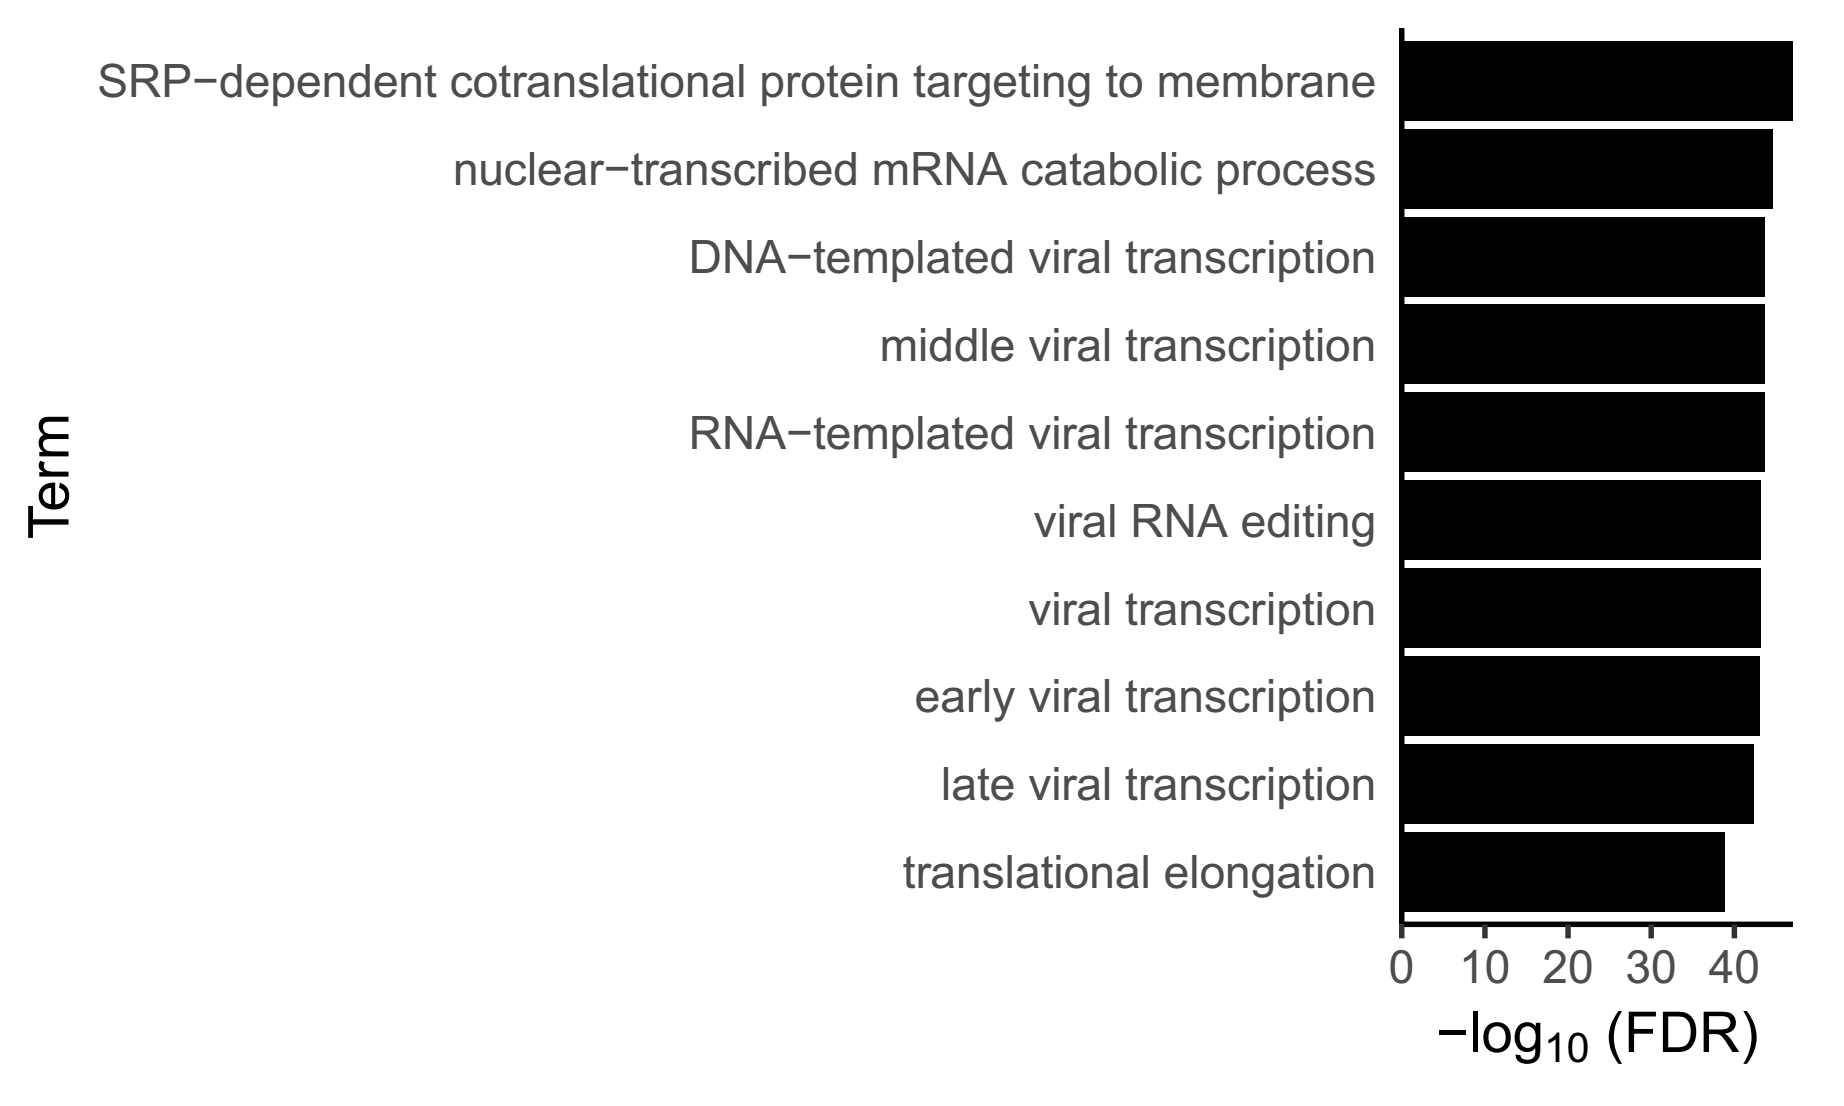 SRP−dependent cotranslational protein targeting to membrane
nuclear−transcribed mRNA catabolic process
DNA−templated viral transcription
middle viral transcription
RNA−templated viral transcription
viral RNA editing
viral transcription
early viral transcription
late viral transcription
translational elongation
Term
0 10 20 30 40
−log₁₀ (FDR)